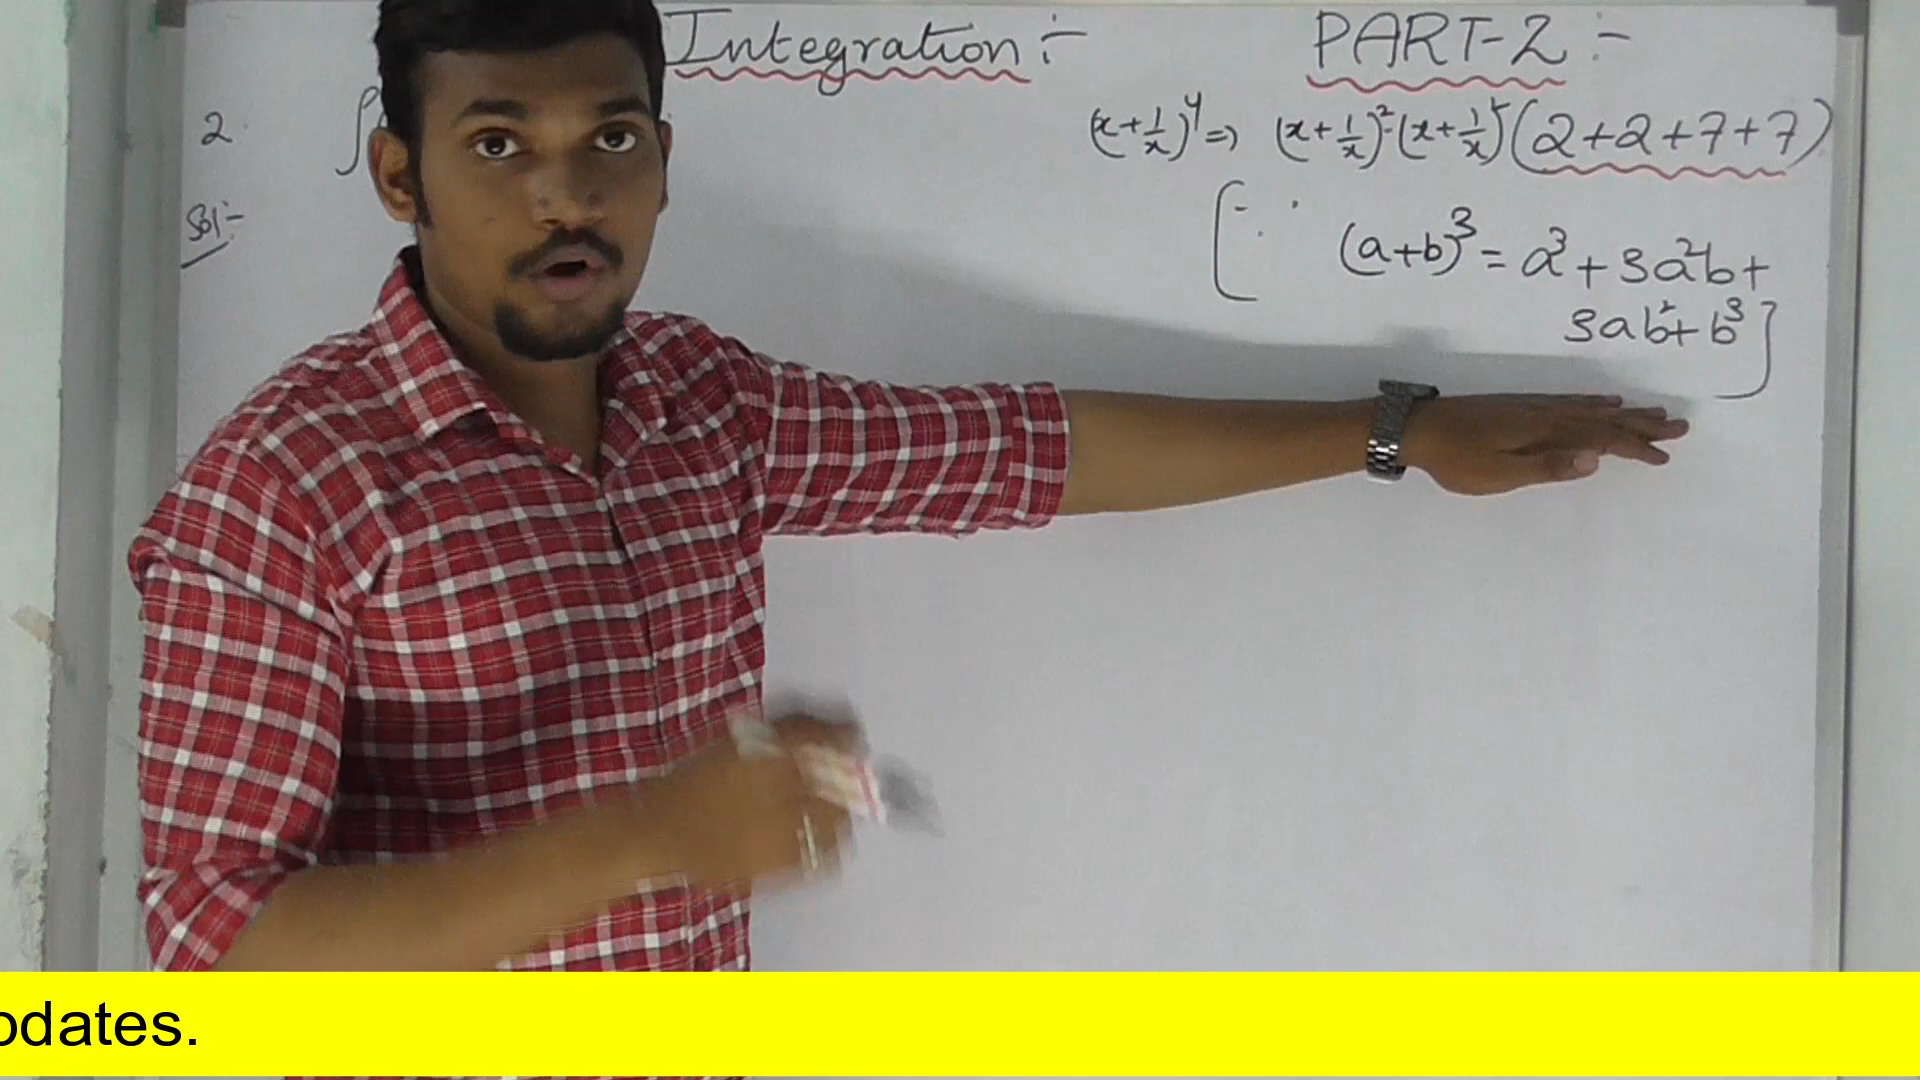 Integration :- PART-2 :-
2. ∫ (x+1/x)^4 => (x+1/x)^2·(x+1/x)^2 (2+2+7+7)
Sol:-
[∵ (a+b)^3 = a^3 + 3a^2b +
3ab^2 + b^3]
odates.